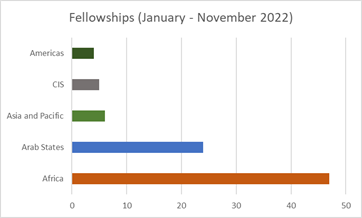 Fellowships (January - November 2022)
Americas
CIS
Asia and Pacific
Arab States
Africa
0 10 20 30 40 50